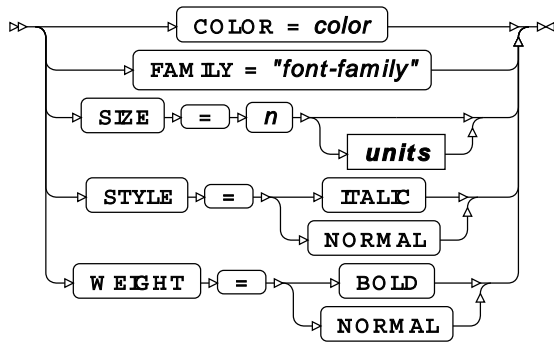 COLOR = color
FAMILY = "font-family"
SIZE = n
units
STYLE = ITALIC
NORMAL
WEIGHT = BOLD
NORMAL